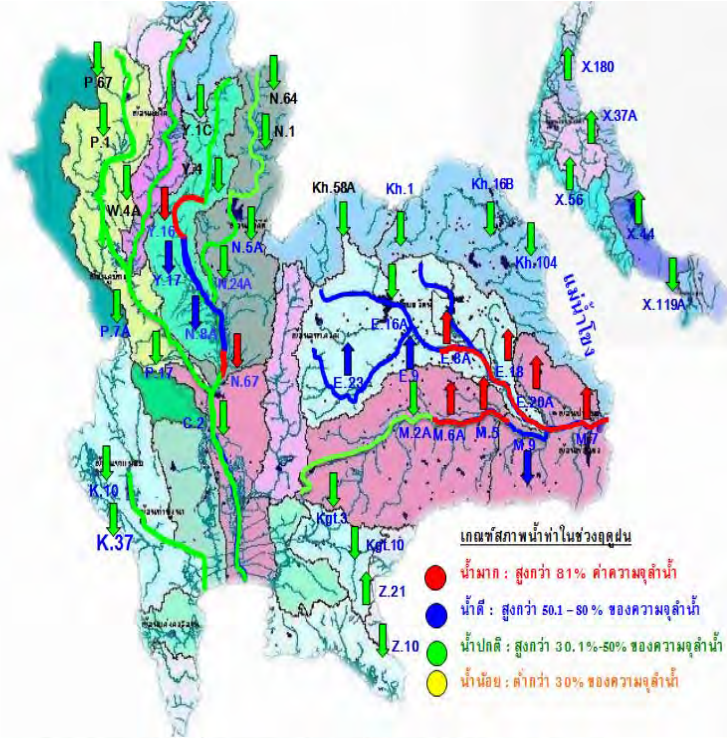 P.67
P.1
W.4A
Y.1C
Y.4
N.64
N.1
Y.16
Y.17
N.5A
N.24A
N.8A
N.67
P.7A
P.17
C.2
K.10
K.37
Kh.58A
Kh.1
Kh.16B
Kh.104
แม่น้ำโขง
E.16A
E.23
E.9
E.8A
E.18
E.20A
M.2A
M.6A
M.5
M.9
M.7
Kgt.3
Kgt.10
Z.21
Z.10
X.180
X.37A
X.56
X.44
X.119A
เกณฑ์สภาพน้ำท่าในช่วงฤดูฝน
น้ำมาก : สูงกว่า 81% ค่าความจุลำน้ำ
น้ำดี : สูงกว่า 50.1 – 80 % ของความจุลำน้ำ
น้ำปกติ : สูงกว่า 30.1%-50% ของความจุลำน้ำ
น้ำน้อย : ต่ำกว่า 30% ของความจุลำน้ำ